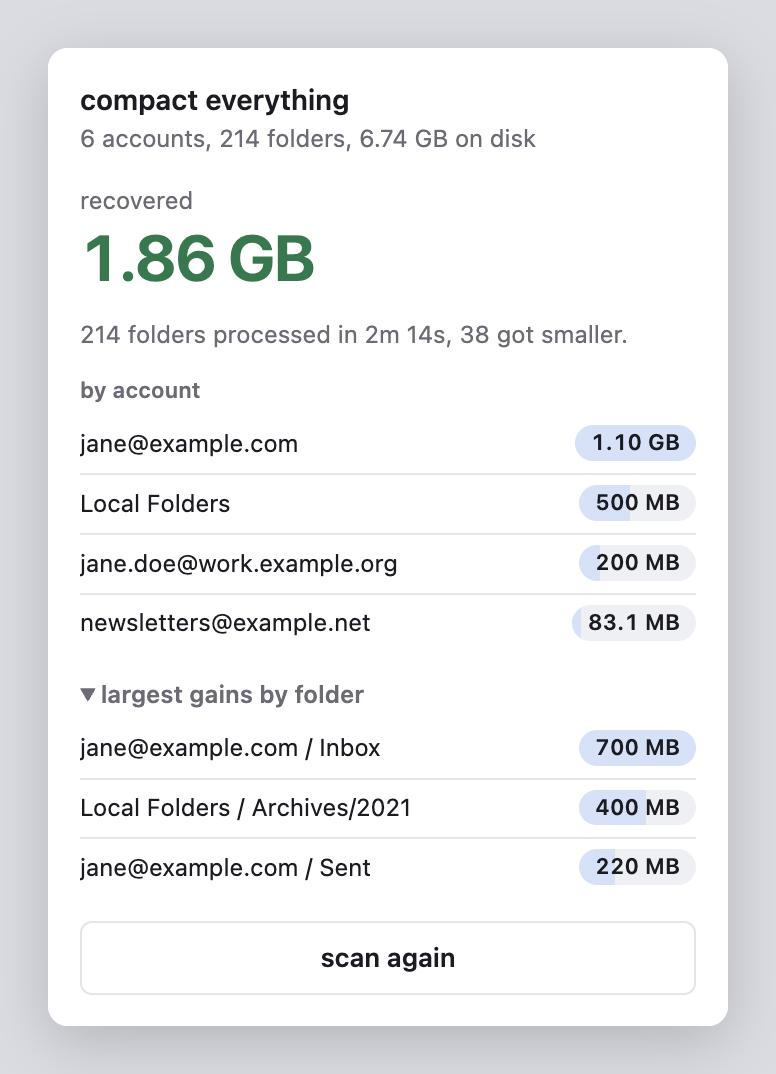 compact everything
6 accounts, 214 folders, 6.74 GB on disk
recovered
1.86 GB
214 folders processed in 2m 14s, 38 got smaller.
by account
jane@example.com 1.10 GB
Local Folders 500 MB
jane.doe@work.example.org 200 MB
newsletters@example.net 83.1 MB
▼ largest gains by folder
jane@example.com / Inbox 700 MB
Local Folders / Archives/2021 400 MB
jane@example.com / Sent 220 MB
scan again